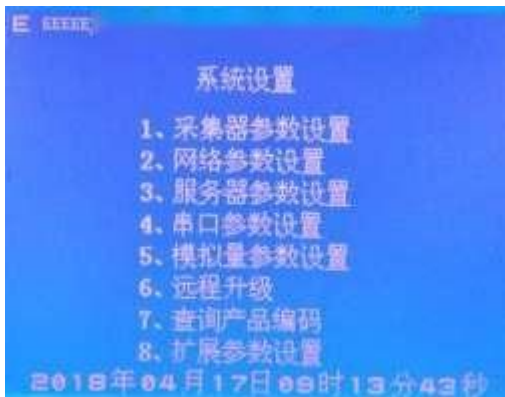 E EEEEE
系统设置
1、采集器参数设置
2、网络参数设置
3、服务器参数设置
4、串口参数设置
5、模拟量参数设置
6、远程升级
7、查询产品编码
8、扩展参数设置
2018年04月17日09时13分43秒